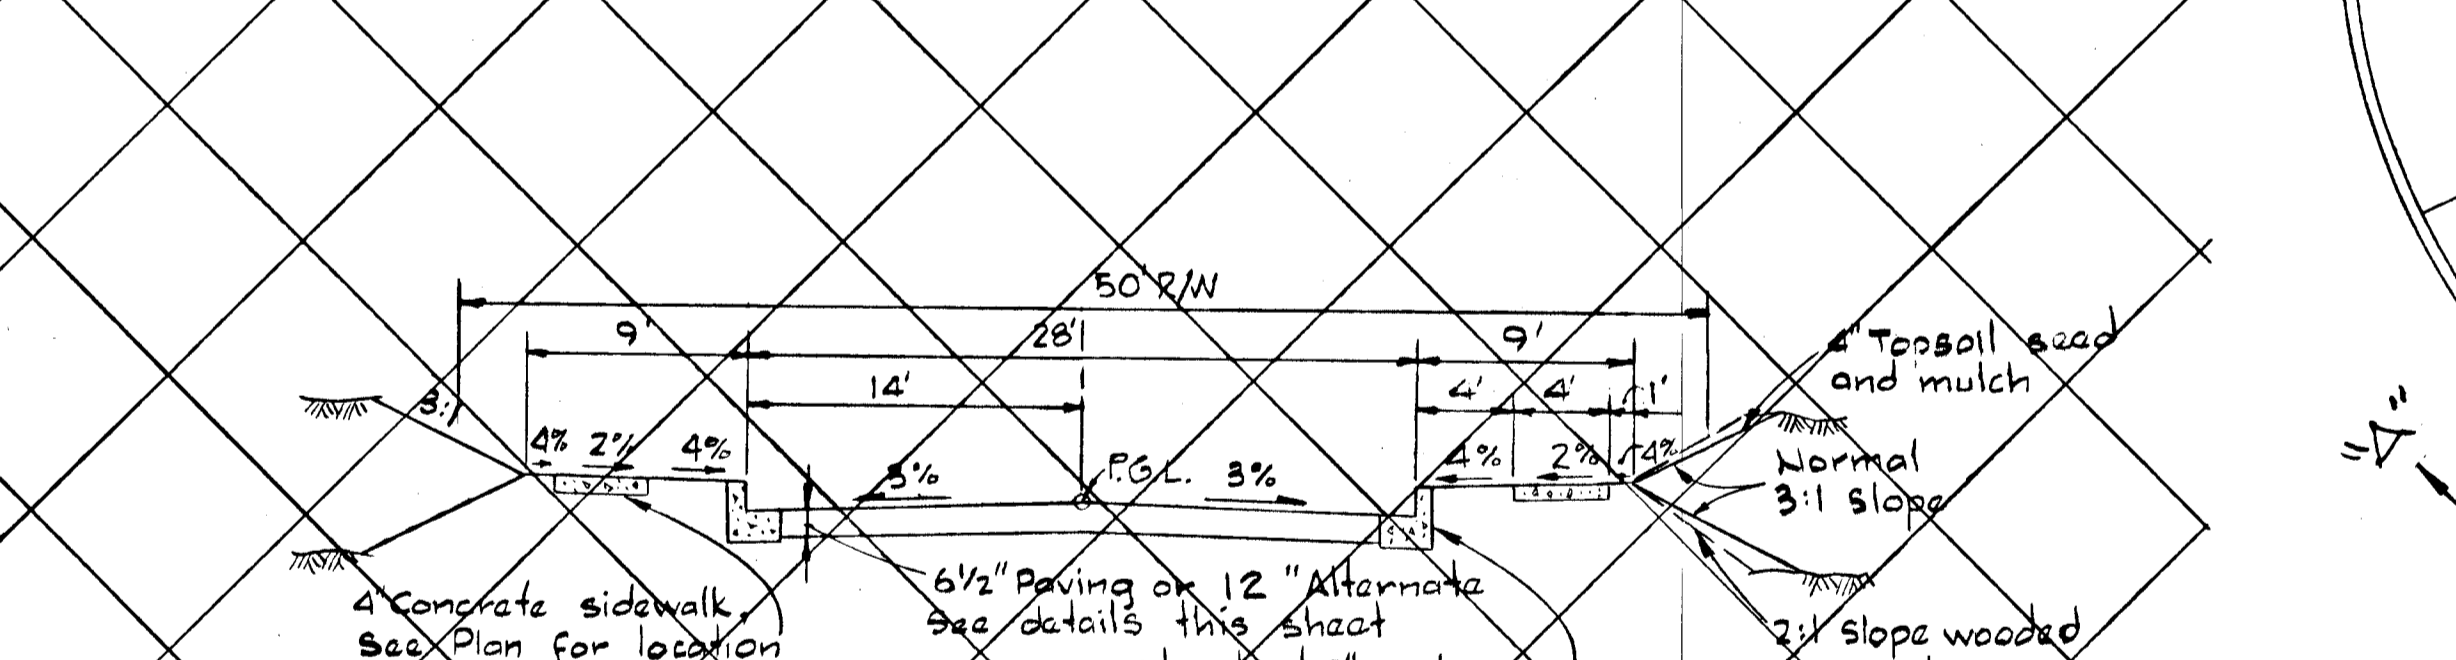 50' R/W
9'
28'
9'
14'
4'
4'
1'
3:1
4%
2%
4%
3%
P.G.L.
3%
4%
2%
4%
4" Topsoil seed
and mulch
Normal
3:1 Slope
4" Concrete sidewalk.
See Plan for location
6 1/2" Paving or 12" Alternate
See details this sheet
2:1 Slope wooded